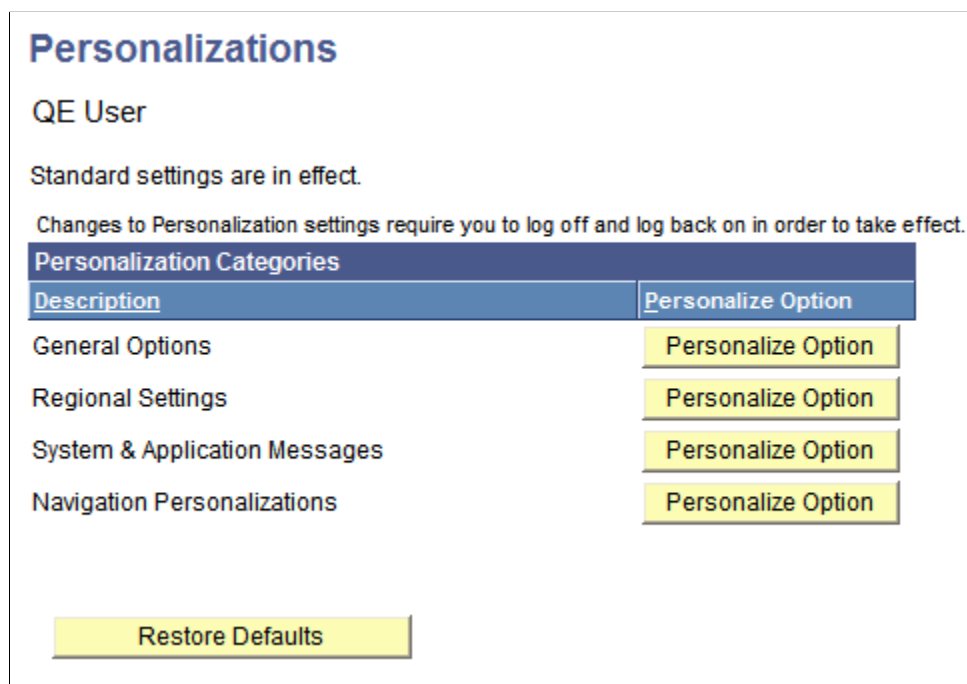 Personalizations
QE User
Standard settings are in effect.
Changes to Personalization settings require you to log off and log back on in order to take effect.
Personalization Categories
Description Personalize Option
General Options Personalize Option
Regional Settings Personalize Option
System & Application Messages Personalize Option
Navigation Personalizations Personalize Option
Restore Defaults